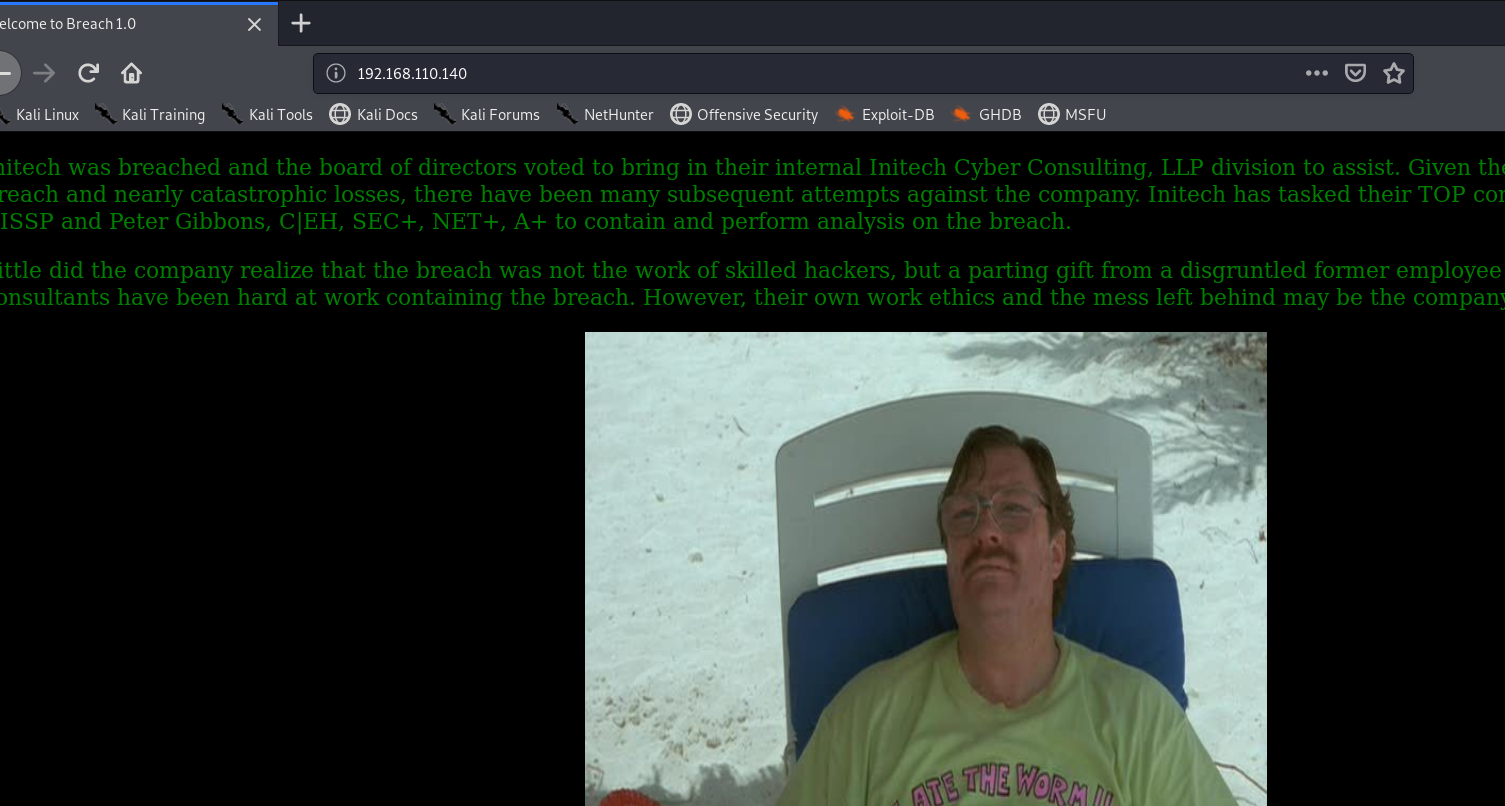 elcome to Breach 1.0
192.168.110.140
Kali Linux Kali Training Kali Tools Kali Docs Kali Forums NetHunter Offensive Security Exploit-DB GHDB MSFU
nitech was breached and the board of directors voted to bring in their internal Initech Cyber Consulting, LLP division to assist. Given the
reach and nearly catastrophic losses, there have been many subsequent attempts against the company. Initech has tasked their TOP con
ISSP and Peter Gibbons, C|EH, SEC+, NET+, A+ to contain and perform analysis on the breach.
ittle did the company realize that the breach was not the work of skilled hackers, but a parting gift from a disgruntled former employee
onsultants have been hard at work containing the breach. However, their own work ethics and the mess left behind may be the company
ATE THE WORM !!